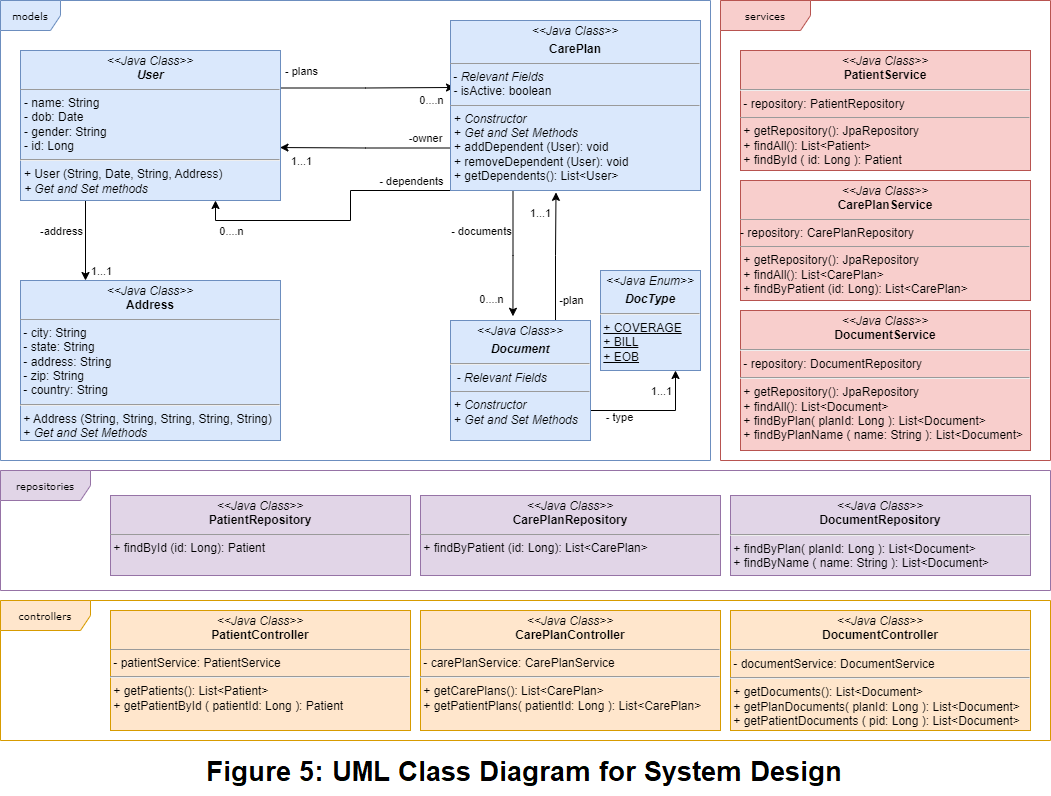 models
<<Java Class>>
User
- name: String
- dob: Date
- gender: String
- id: Long
+ User (String, Date, String, Address)
+ Get and Set methods
- plans
0....n
-owner
1...1
- dependents
0....n
-address
1...1
<<Java Class>>
CarePlan
- Relevant Fields
- isActive: boolean
+ Constructor
+ Get and Set Methods
+ addDependent (User): void
+ removeDependent (User): void
+ getDependents(): List<User>
- documents
0....n
1...1
-plan
<<Java Class>>
Address
- city: String
- state: String
- address: String
- zip: String
- country: String
+ Address (String, String, String, String, String)
+ Get and Set Methods
<<Java Class>>
Document
- Relevant Fields
+ Constructor
+ Get and Set Methods
- type
1...1
<<Java Enum>>
DocType
+ COVERAGE
+ BILL
+ EOB
services
<<Java Class>>
PatientService
- repository: PatientRepository
+ getRepository(): JpaRepository
+ findAll(): List<Patient>
+ findById ( id: Long ): Patient
<<Java Class>>
CarePlanService
- repository: CarePlanRepository
+ getRepository(): JpaRepository
+ findAll(): List<CarePlan>
+ findByPatient (id: Long): List<CarePlan>
<<Java Class>>
DocumentService
- repository: DocumentRepository
+ getRepository(): JpaRepository
+ findAll(): List<Document>
+ findByPlan( planId: Long ): List<Document>
+ findByPlanName ( name: String ): List<Document>
repositories
<<Java Class>>
PatientRepository
+ findById (id: Long): Patient
<<Java Class>>
CarePlanRepository
+ findByPatient (id: Long): List<CarePlan>
<<Java Class>>
DocumentRepository
+ findByPlan( planId: Long ): List<Document>
+ findByName ( name: String ): List<Document>
controllers
<<Java Class>>
PatientController
- patientService: PatientService
+ getPatients(): List<Patient>
+ getPatientById ( patientId: Long ): Patient
<<Java Class>>
CarePlanController
- carePlanService: CarePlanService
+ getCarePlans(): List<CarePlan>
+ getPatientPlans( patientId: Long ): List<CarePlan>
<<Java Class>>
DocumentController
- documentService: DocumentService
+ getDocuments(): List<Document>
+ getPlanDocuments( planId: Long ): List<Document>
+ getPatientDocuments ( pid: Long ): List<Document>
Figure 5: UML Class Diagram for System Design